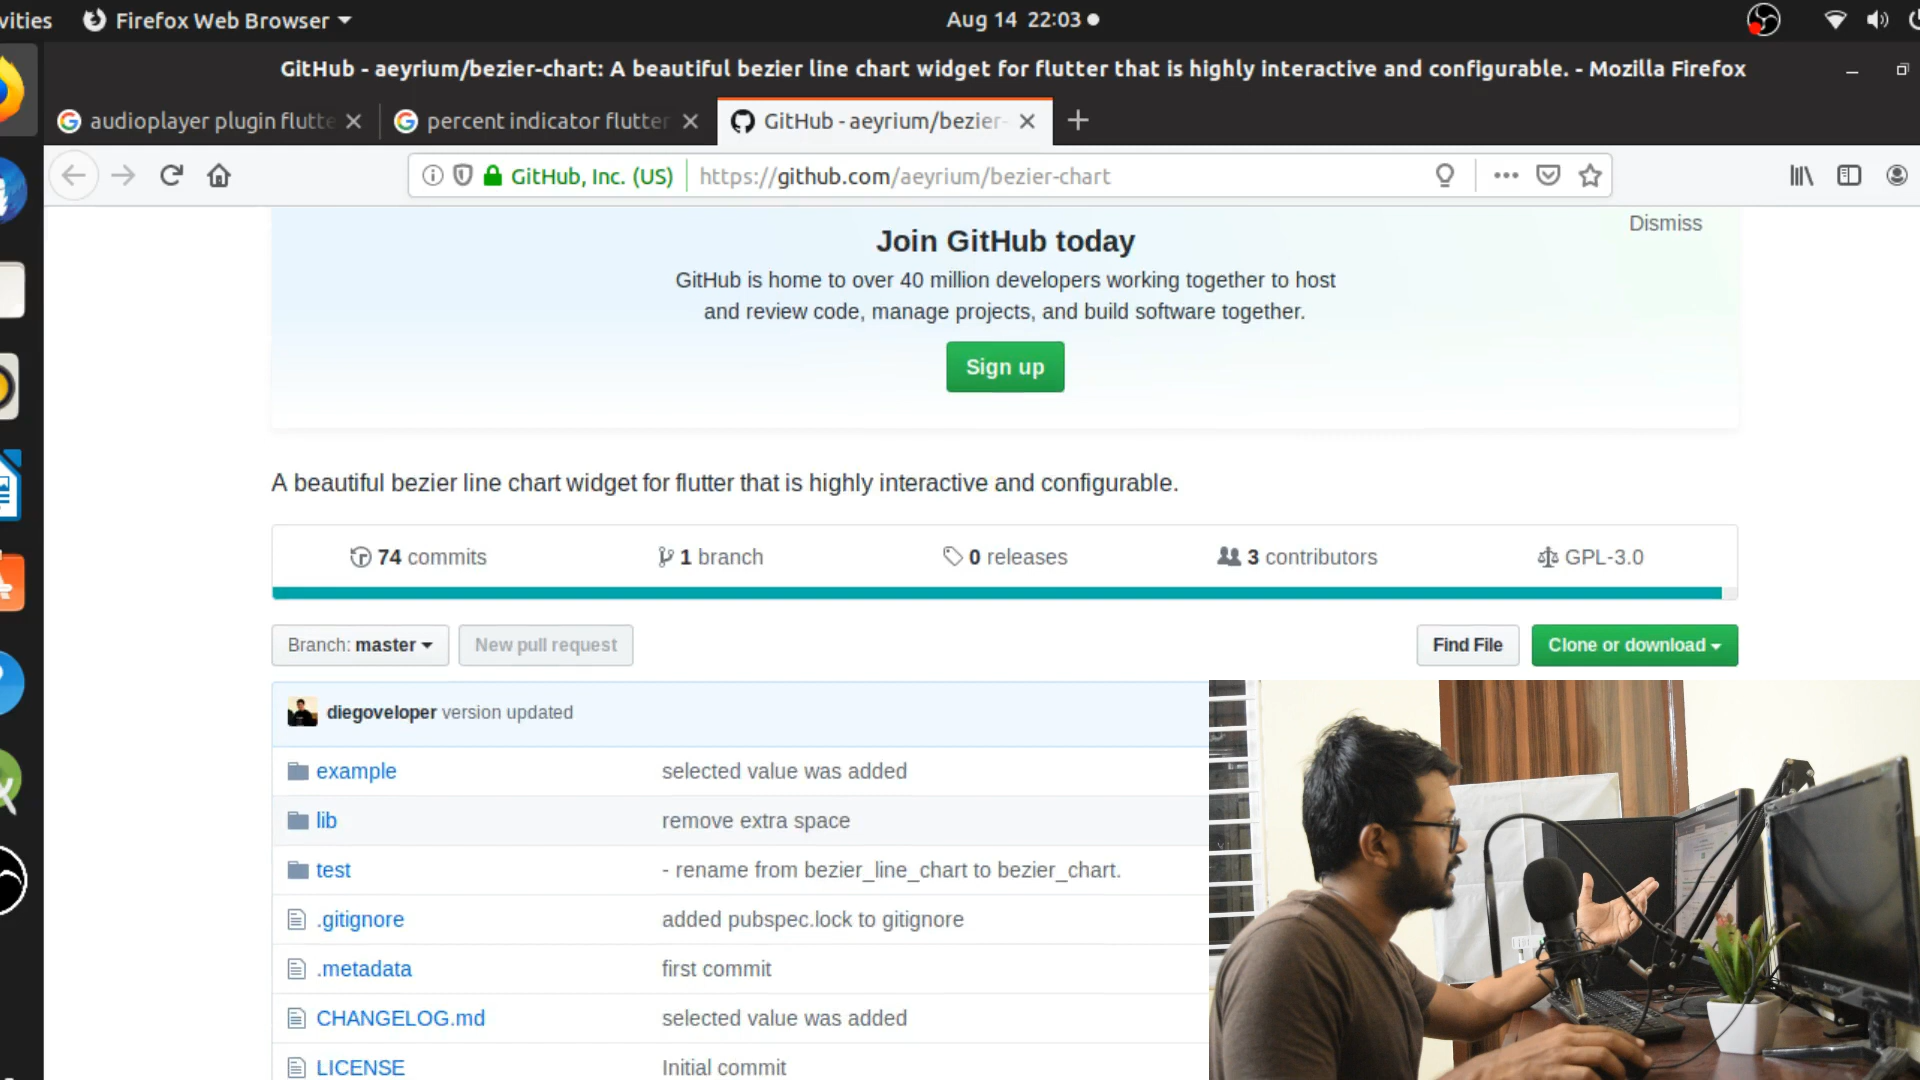 vities Firefox Web Browser Aug 14 22:03
GitHub - aeyrium/bezier-chart: A beautiful bezier line chart widget for flutter that is highly interactive and configurable. - Mozilla Firefox
audioplayer plugin flutte percent indicator flutter GitHub - aeyrium/bezier-
GitHub, Inc. (US) https://github.com/aeyrium/bezier-chart
Dismiss
Join GitHub today
GitHub is home to over 40 million developers working together to host
and review code, manage projects, and build software together.
Sign up
A beautiful bezier line chart widget for flutter that is highly interactive and configurable.
74 commits 1 branch 0 releases 3 contributors GPL-3.0
Branch: master New pull request Find File Clone or download
diegoveloper version updated
example selected value was added
lib remove extra space
test - rename from bezier_line_chart to bezier_chart.
.gitignore added pubspec.lock to gitignore
.metadata first commit
CHANGELOG.md selected value was added
LICENSE Initial commit